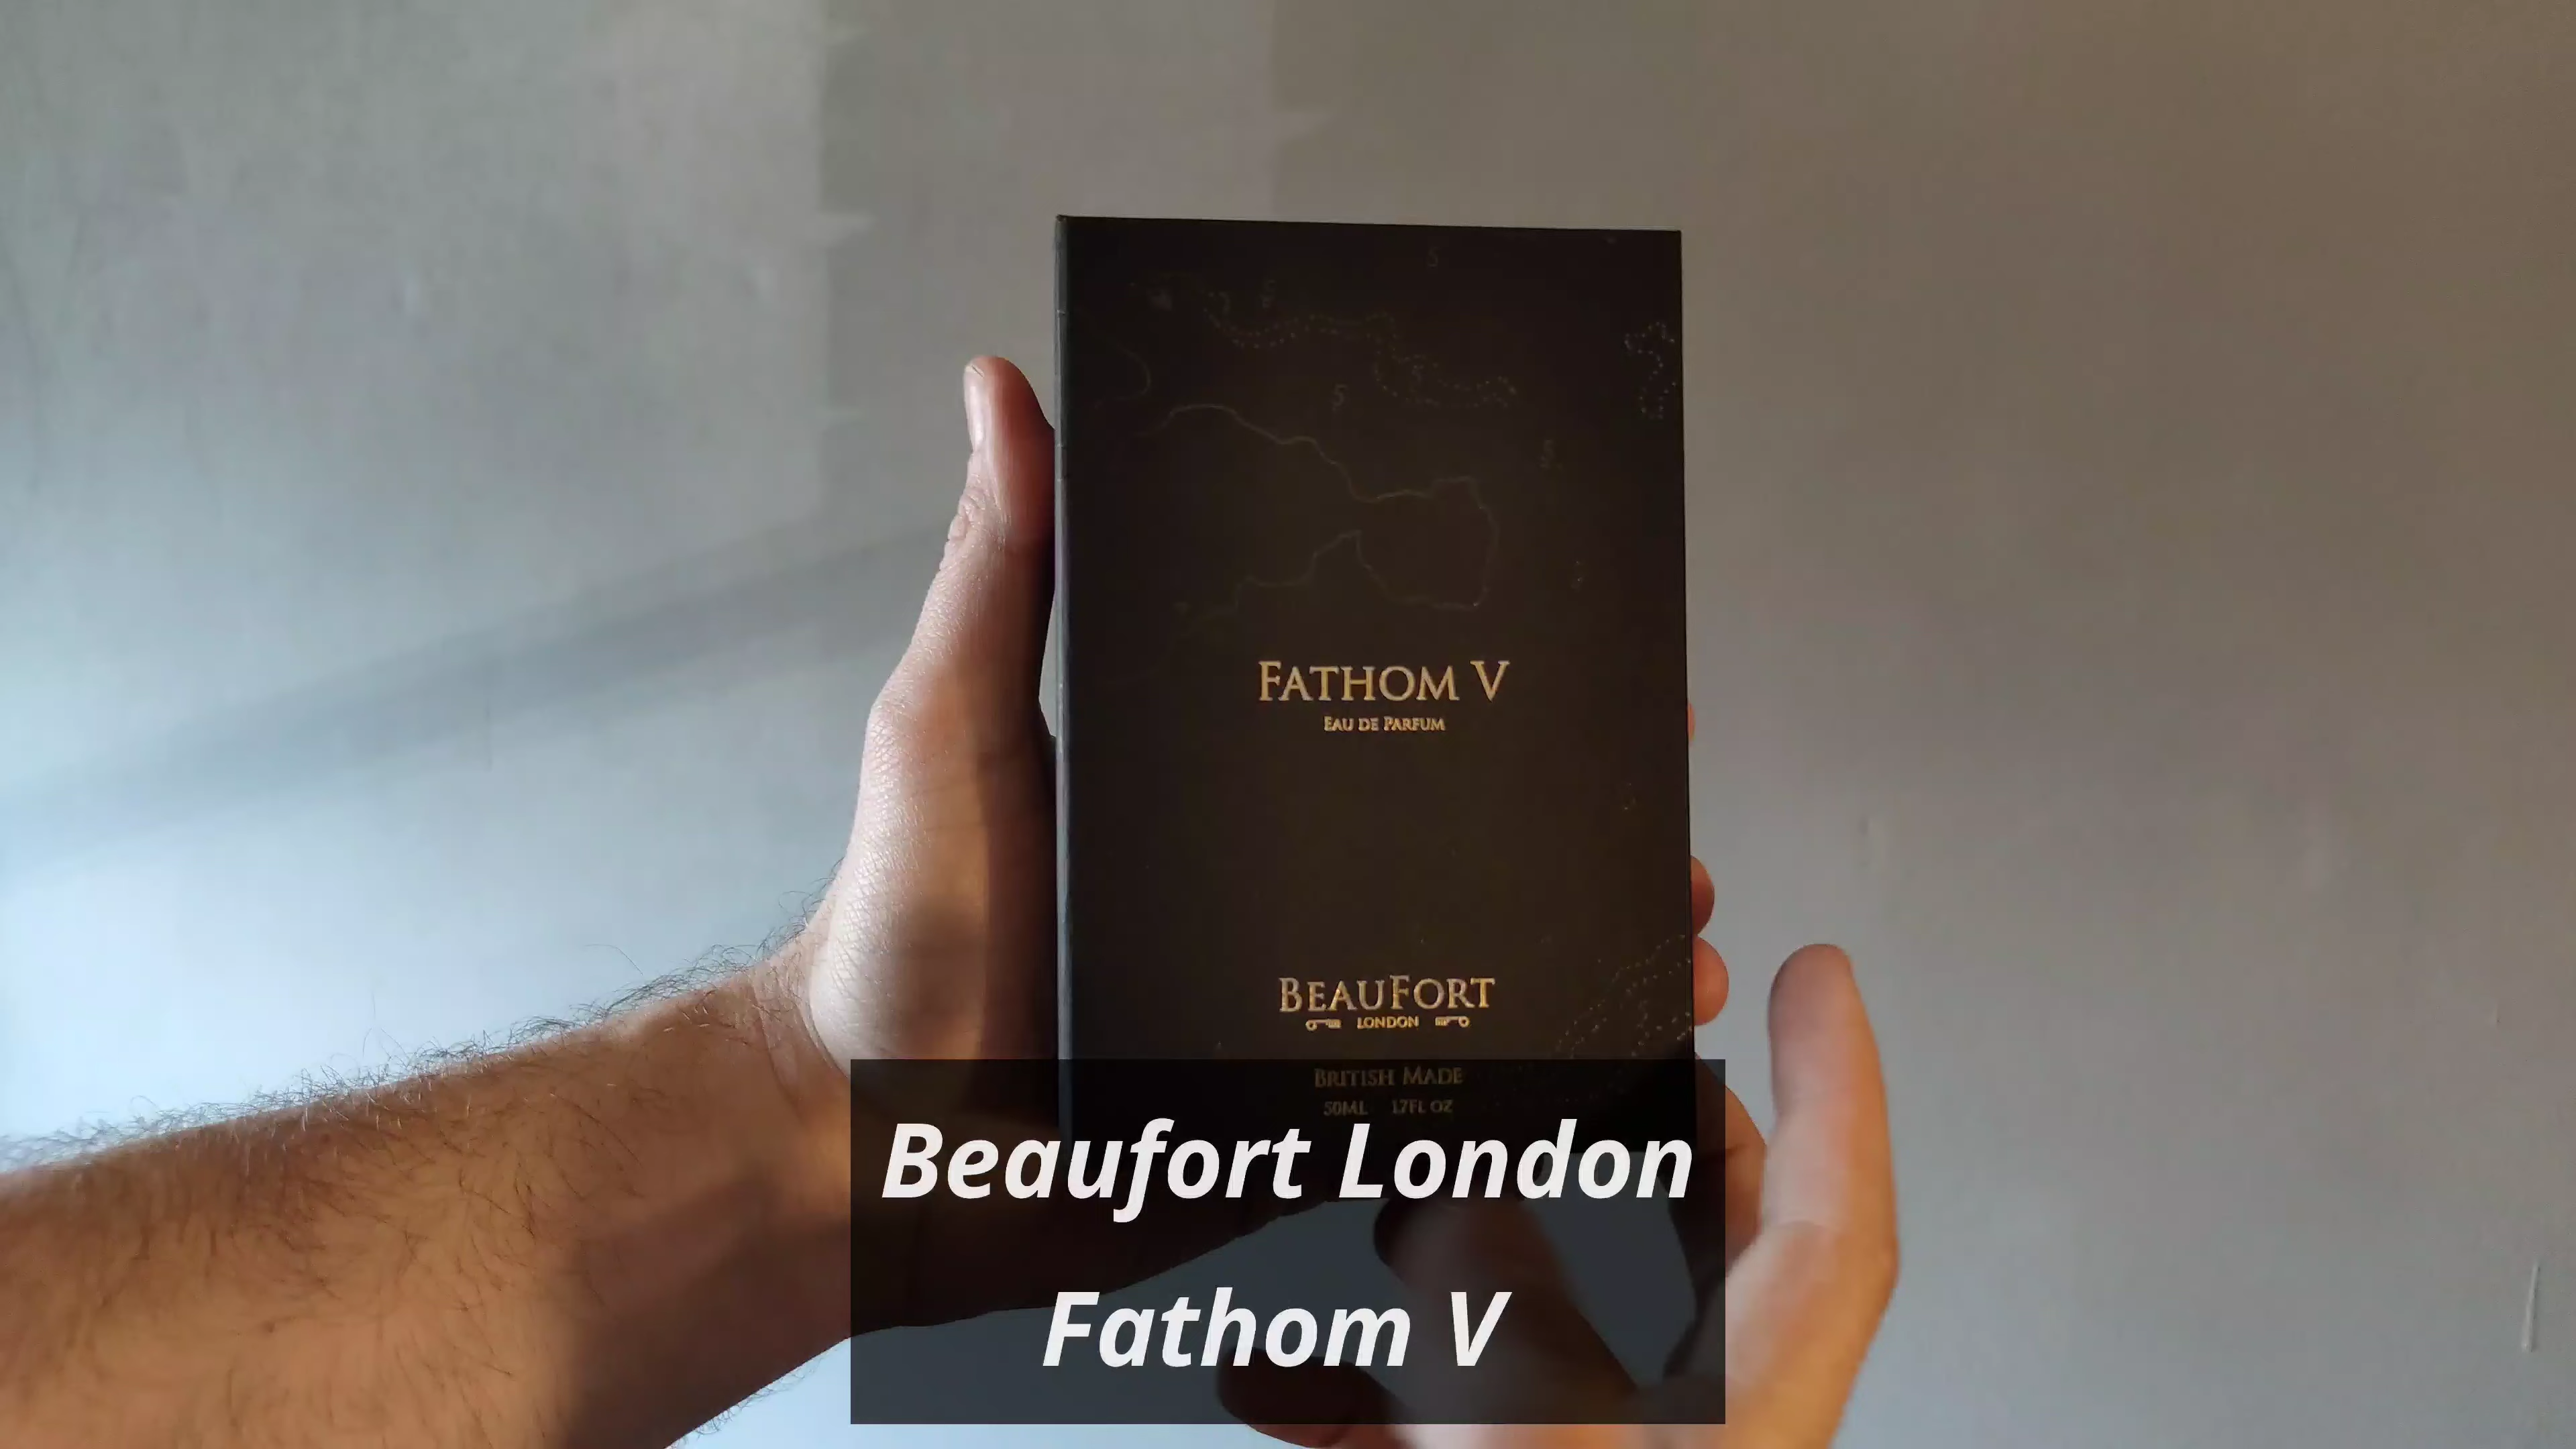 FATHOM V
EAU DE PARFUM
BEAUFORT
LONDON
BRITISH MADE
50ML 1.7FL OZ
Beaufort London
Fathom V